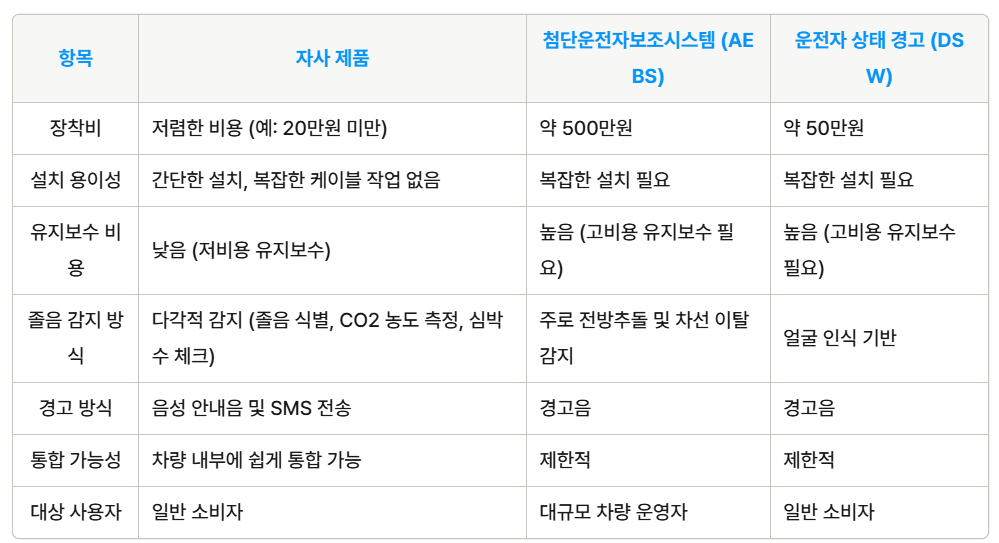 항목
자사 제품
첨단운전자보조시스템 (AE
BS)
운전자 상태 경고 (DS
W)
장착비
저렴한 비용 (예: 20만원 미만)
약 500만원
약 50만원
설치 용이성
간단한 설치, 복잡한 케이블 작업 없음
복잡한 설치 필요
복잡한 설치 필요
유지보수 비
용
낮음 (저비용 유지보수)
높음 (고비용 유지보수 필
요)
높음 (고비용 유지보수
필요)
졸음 감지 방
식
다각적 감지 (졸음 식별, CO2 농도 측정, 심박
수 체크)
주로 전방추돌 및 차선 이탈
감지
얼굴 인식 기반
경고 방식
음성 안내음 및 SMS 전송
경고음
경고음
통합 가능성
차량 내부에 쉽게 통합 가능
제한적
제한적
대상 사용자
일반 소비자
대규모 차량 운영자
일반 소비자